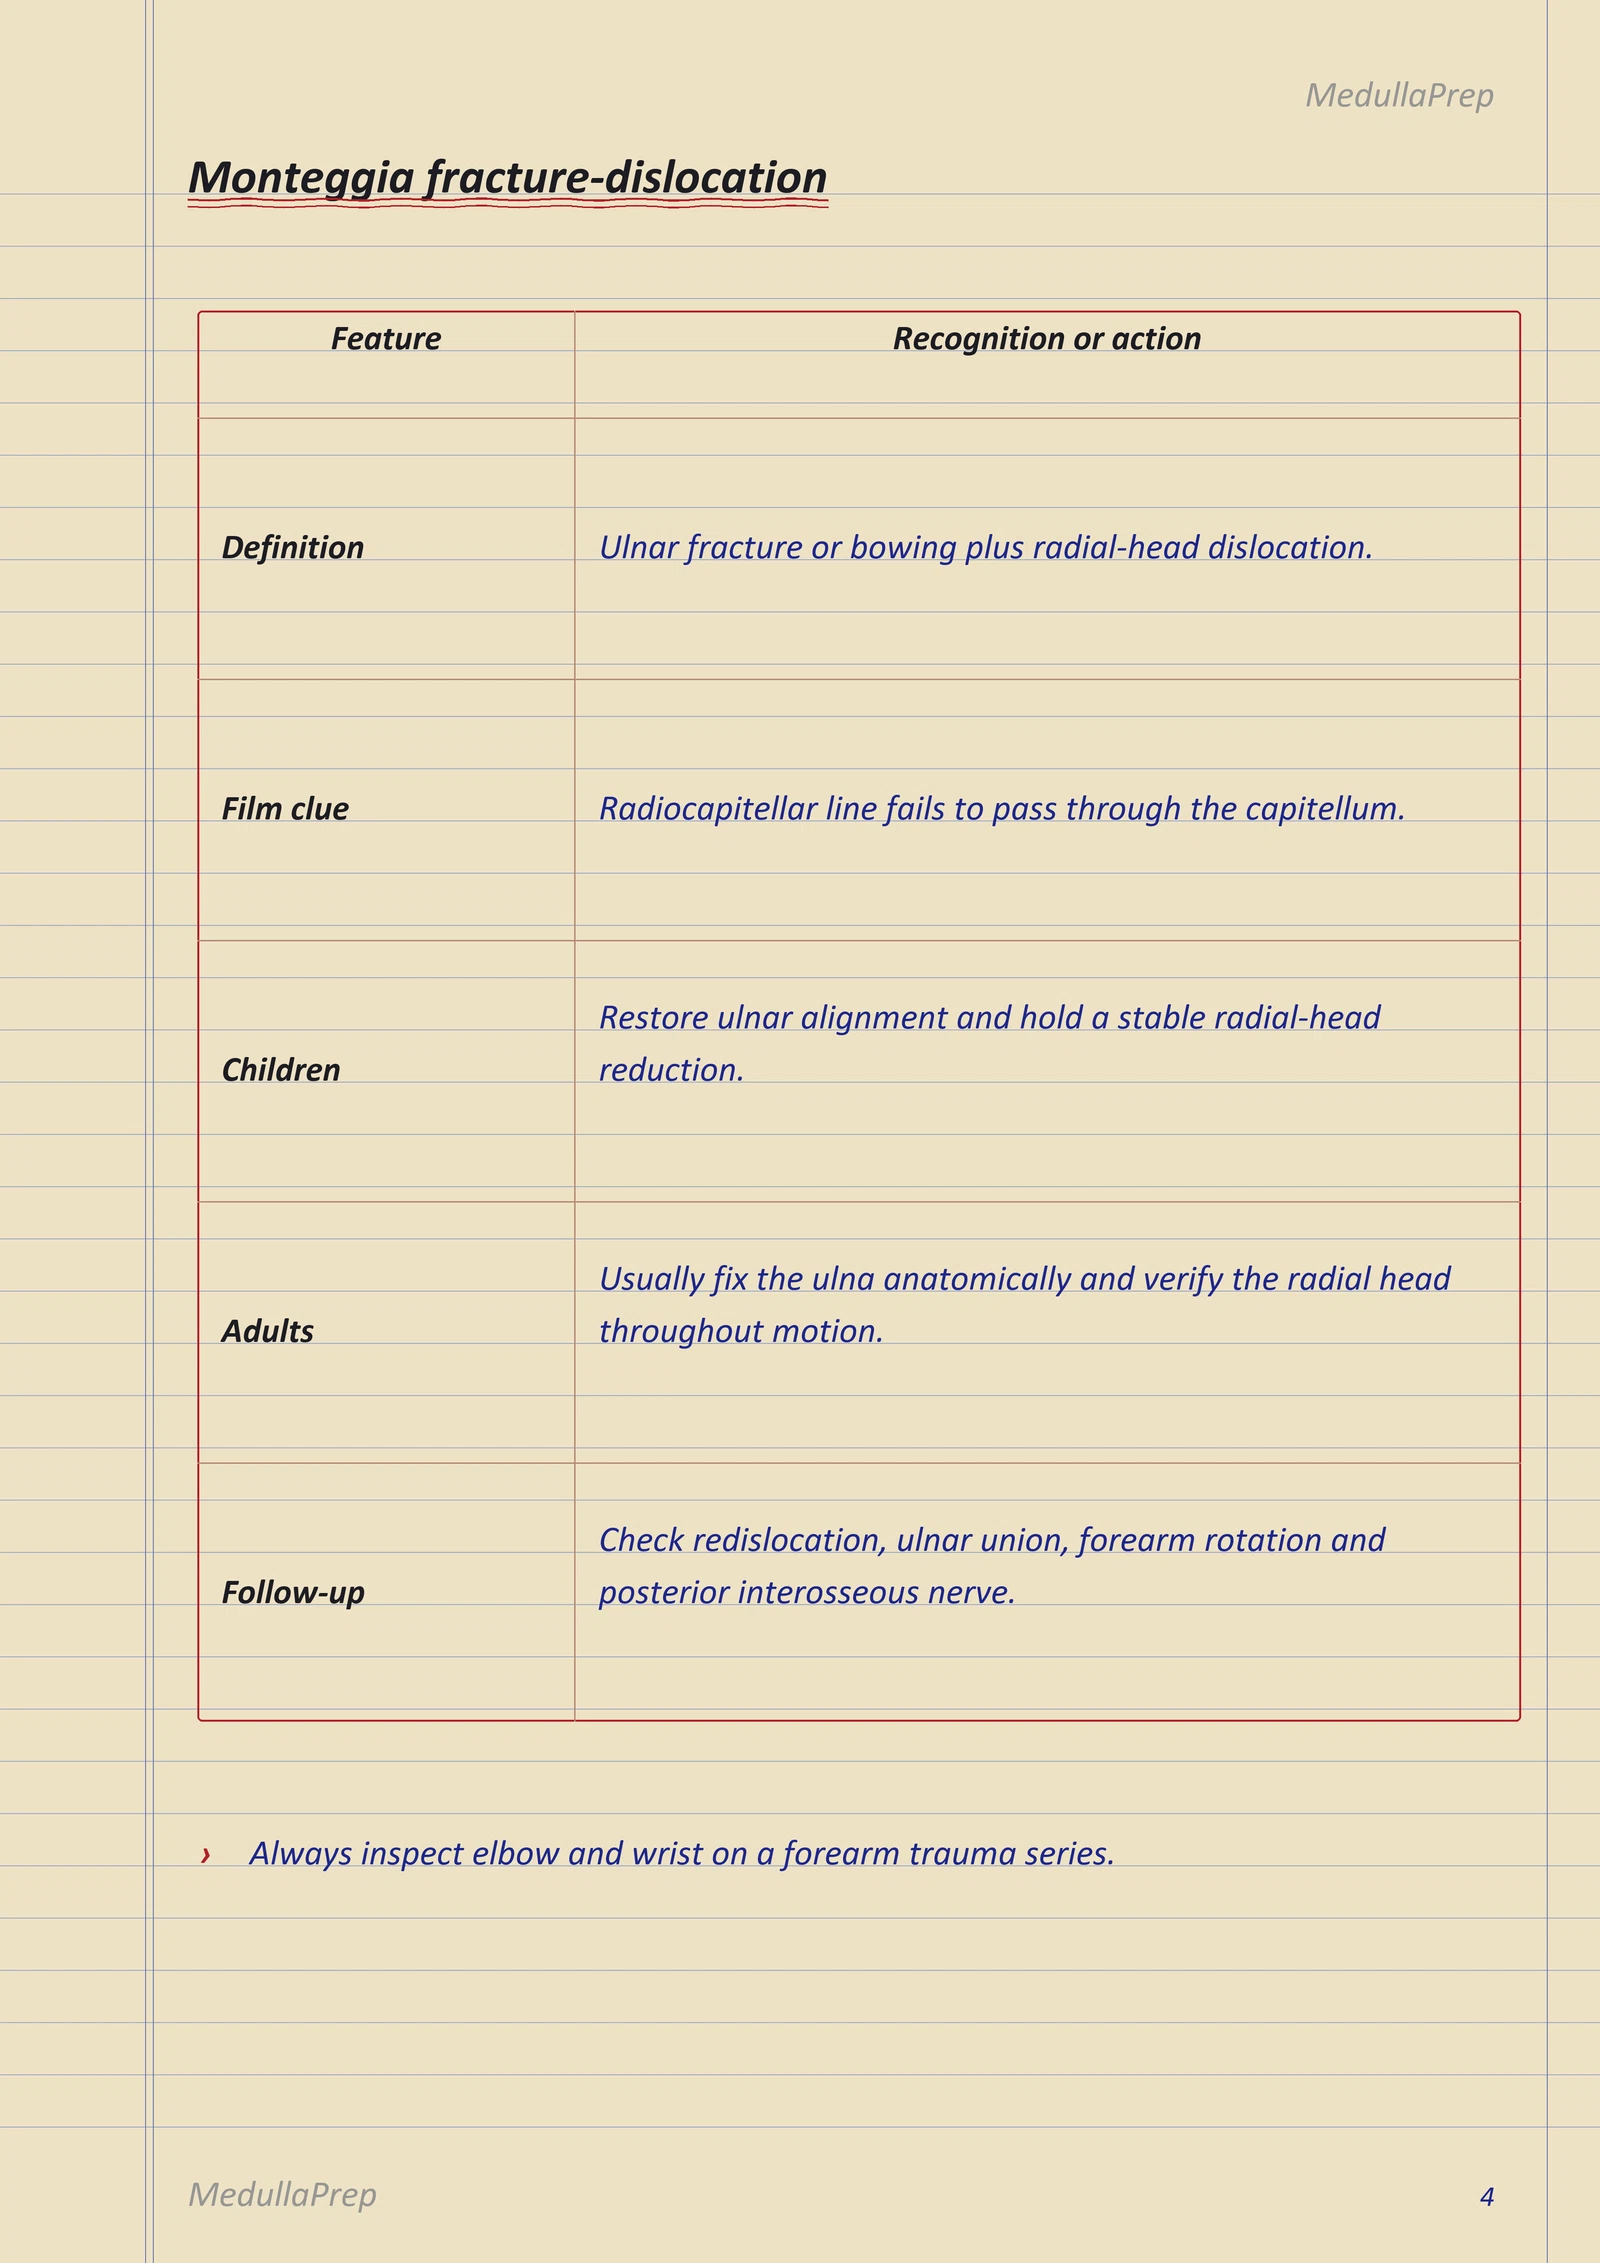 MedullaPrep
Monteggia fracture-dislocation
Feature
Recognition or action
Definition
Ulnar fracture or bowing plus radial-head dislocation.
Film clue
Radiocapitellar line fails to pass through the capitellum.
Children
Restore ulnar alignment and hold a stable radial-head
reduction.
Adults
Usually fix the ulna anatomically and verify the radial head
throughout motion.
Follow-up
Check redislocation, ulnar union, forearm rotation and
posterior interosseous nerve.
› Always inspect elbow and wrist on a forearm trauma series.
MedullaPrep
4